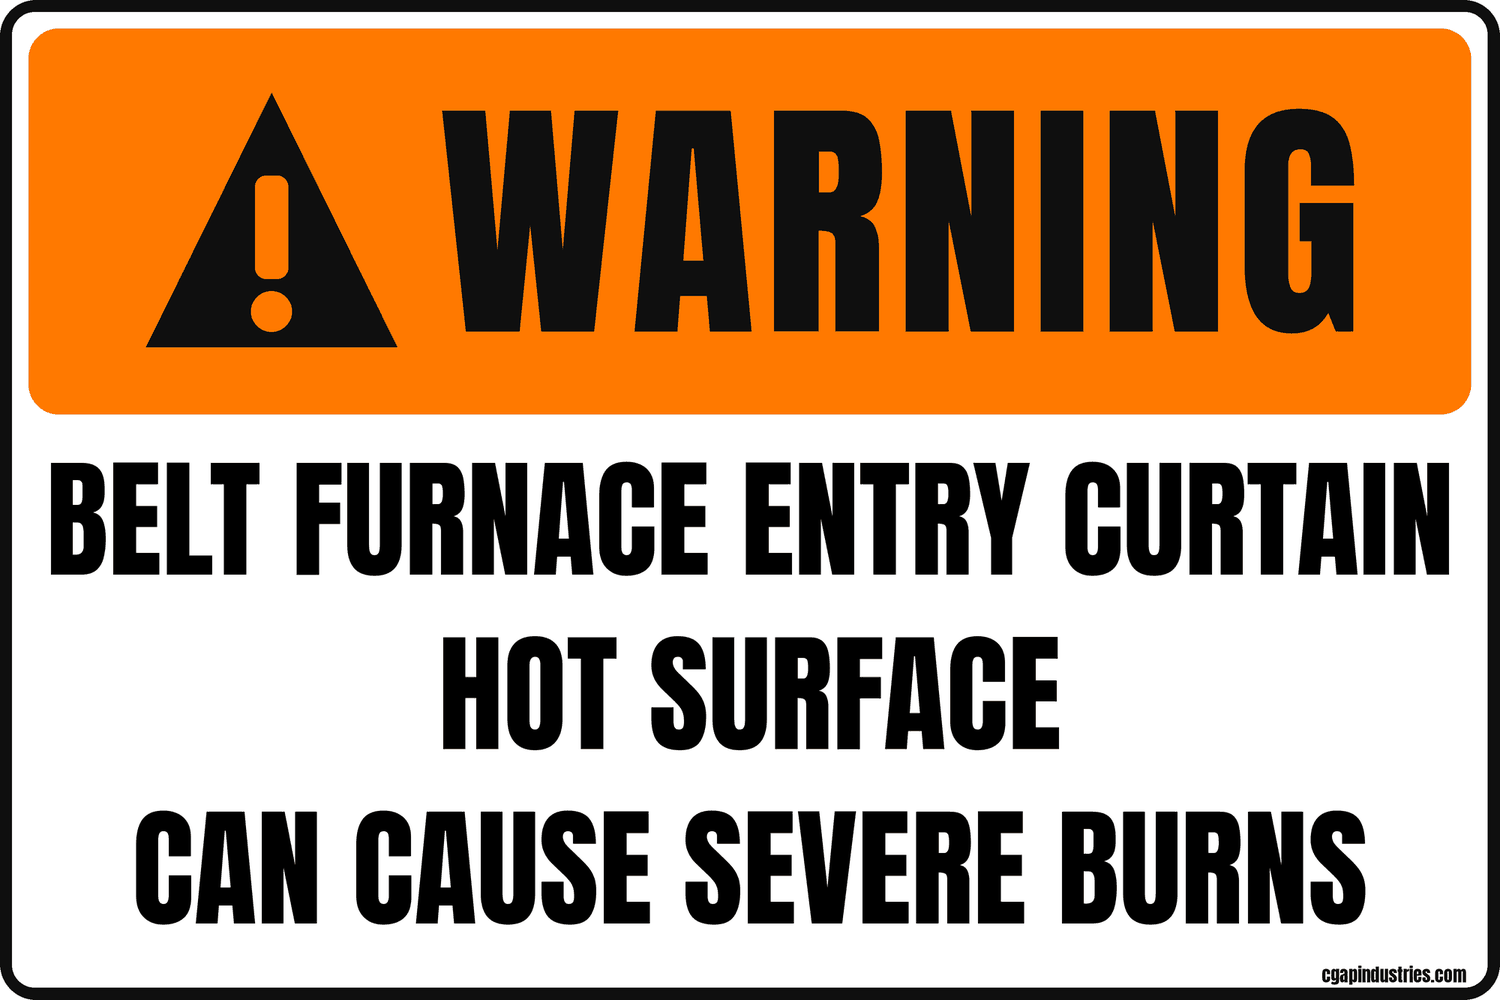 WARNING
BELT FURNACE ENTRY CURTAIN
HOT SURFACE
CAN CAUSE SEVERE BURNS
cgapindustries.com